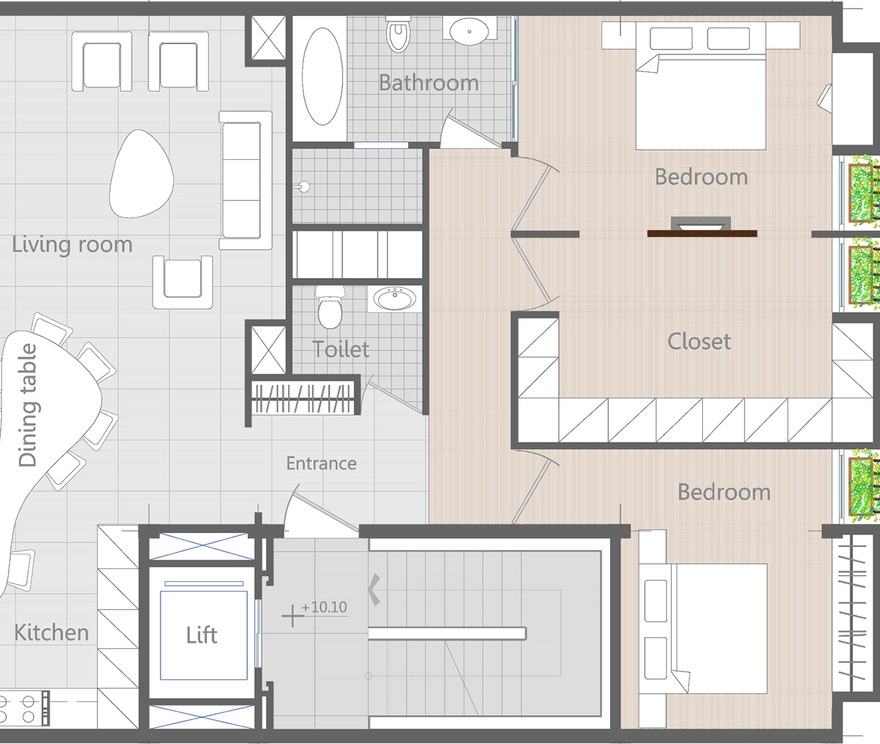 Bathroom
Bedroom
Living room
Closet
Toilet
Dining table
Entrance
Bedroom
+10.10
Kitchen
Lift